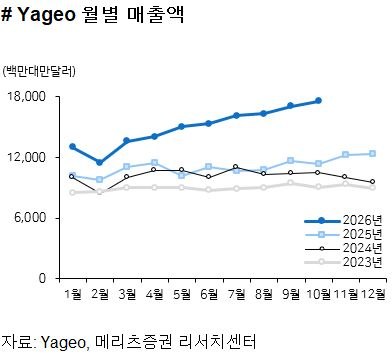 # Yageo 월별 매출액
(백만대만달러)
18,000
12,000
6,000
0
2026년
2025년
2024년
2023년
1월 2월 3월 4월 5월 6월 7월 8월 9월 10월 11월 12월
자료: Yageo, 메리츠증권 리서치센터